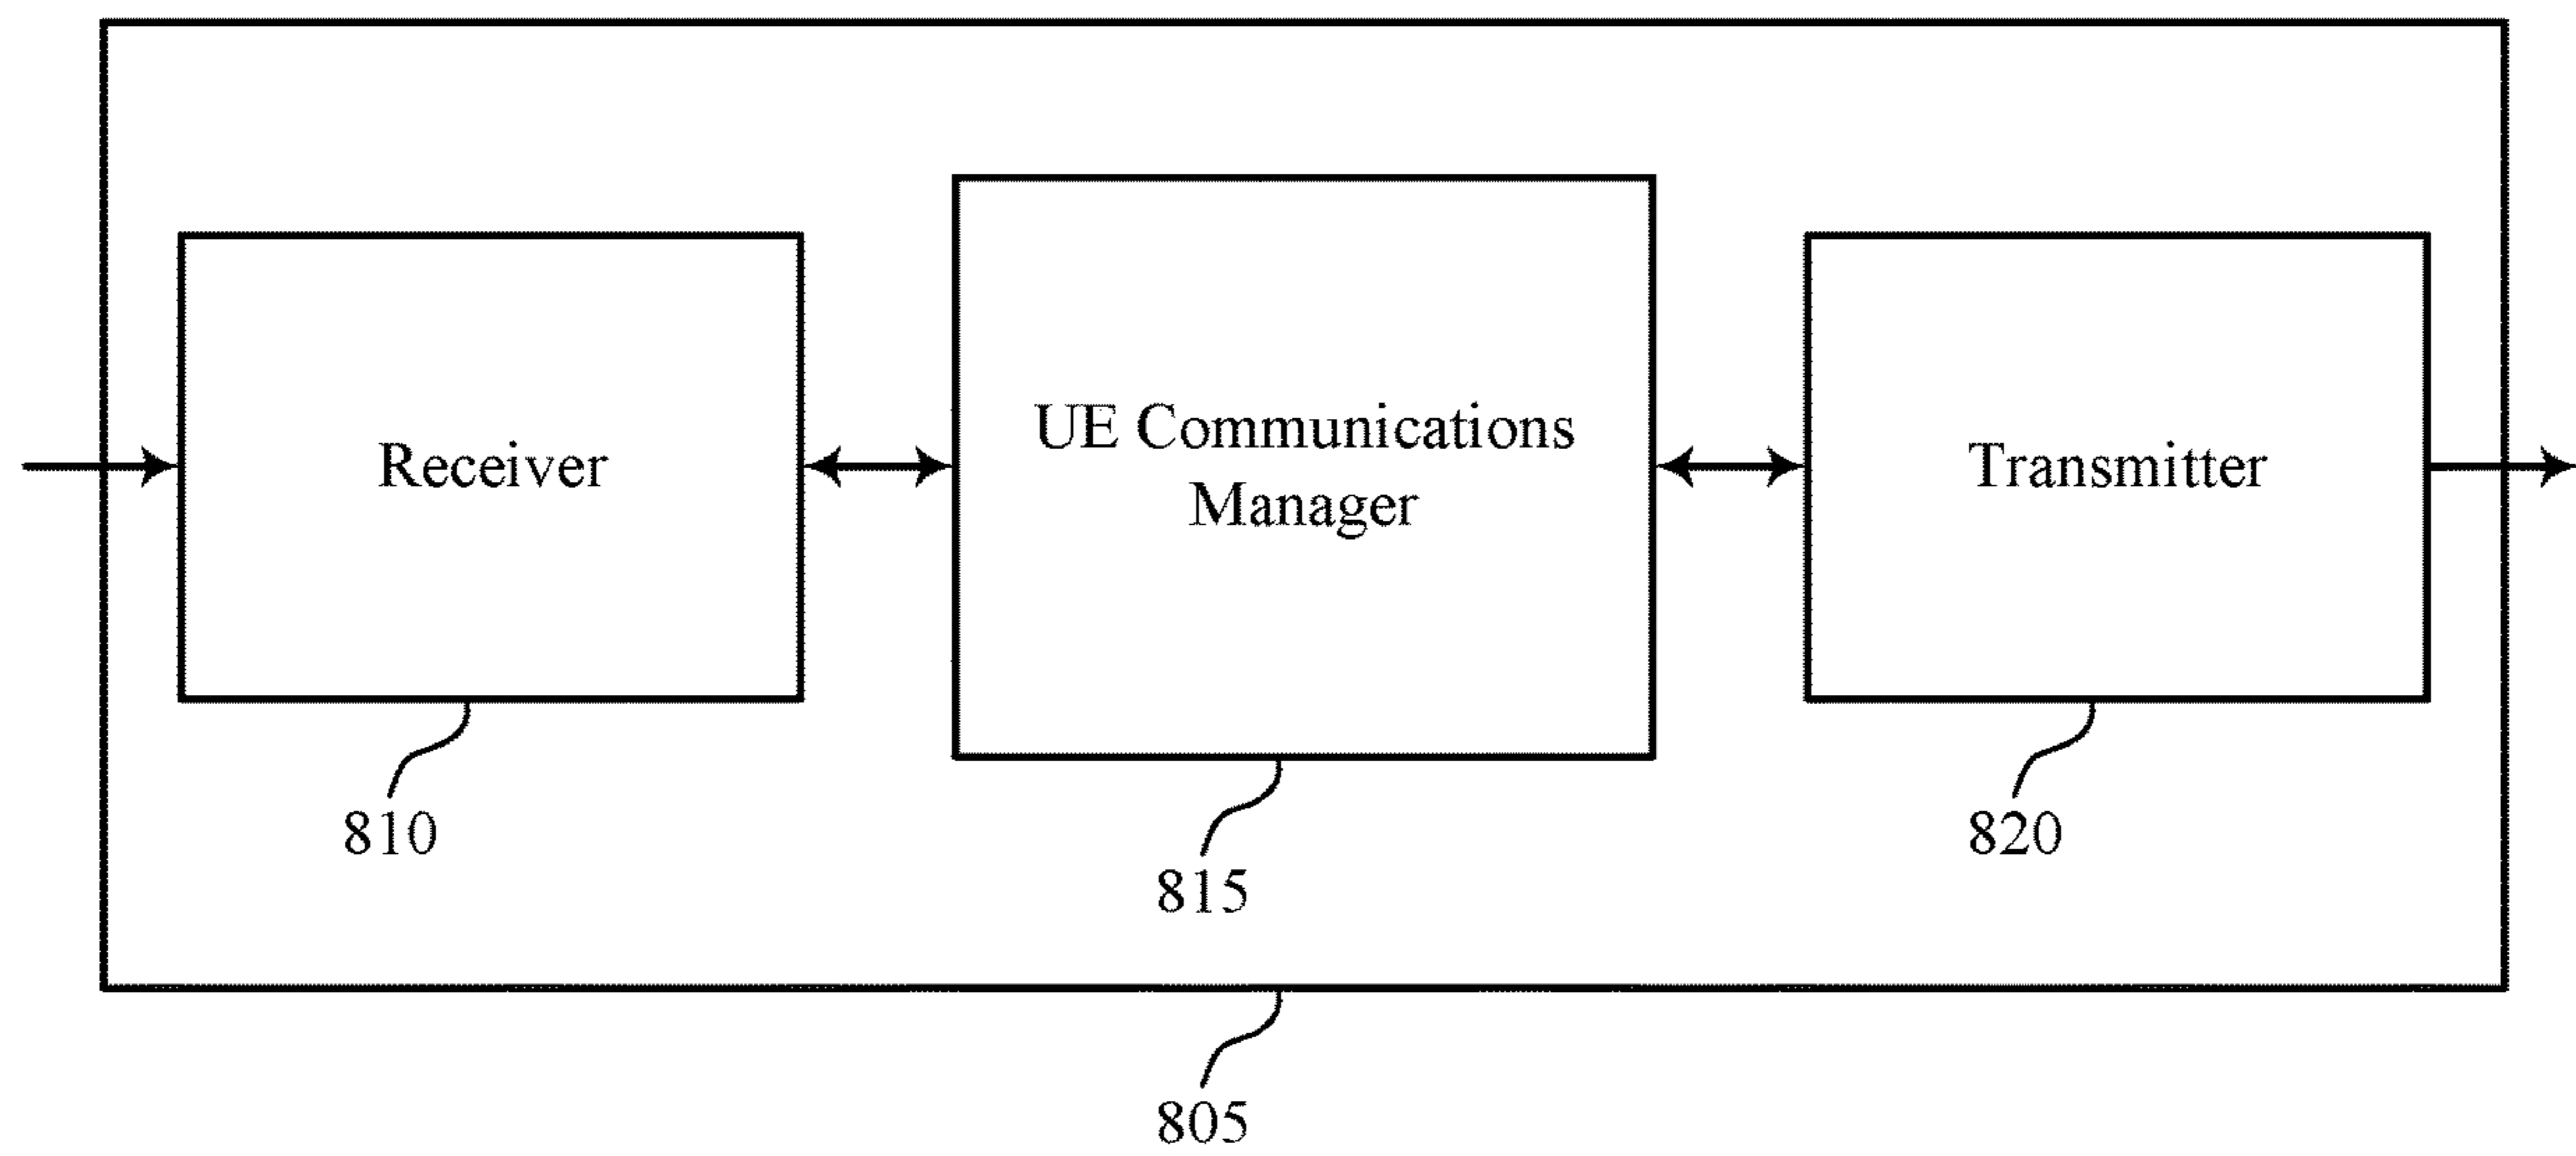 Receiver
UE Communications
Manager
Transmitter
810
815
820
805